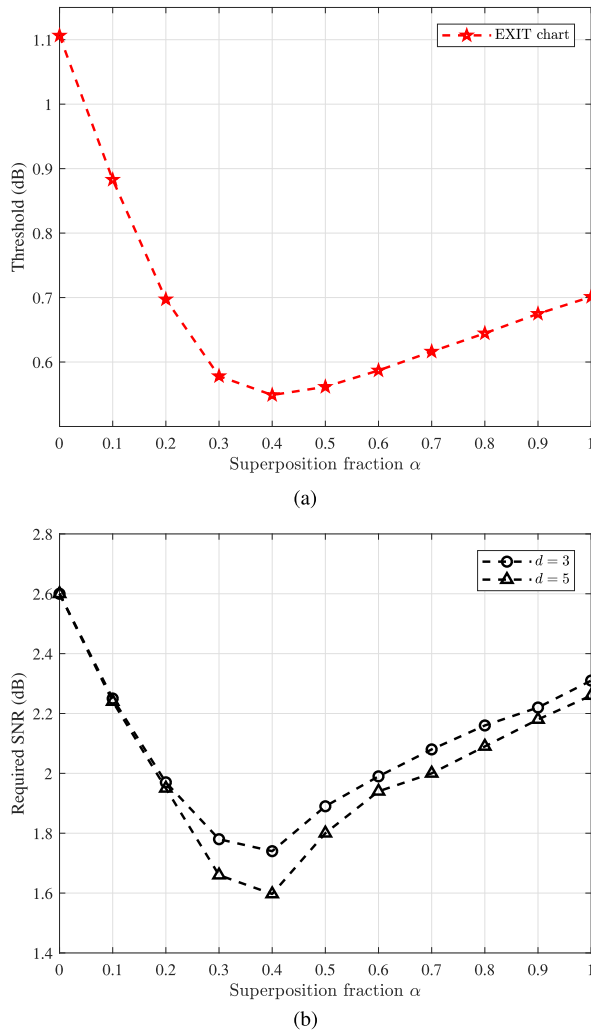 1.1
1
0.9
0.8
0.7
0.6
Threshold (dB)
EXIT chart
0 0.1 0.2 0.3 0.4 0.5 0.6 0.7 0.8 0.9 1
Superposition fraction α
(a)
2.8
2.6
2.4
2.2
2
1.8
1.6
1.4
Required SNR (dB)
d = 3
d = 5
0 0.1 0.2 0.3 0.4 0.5 0.6 0.7 0.8 0.9 1
Superposition fraction α
(b)